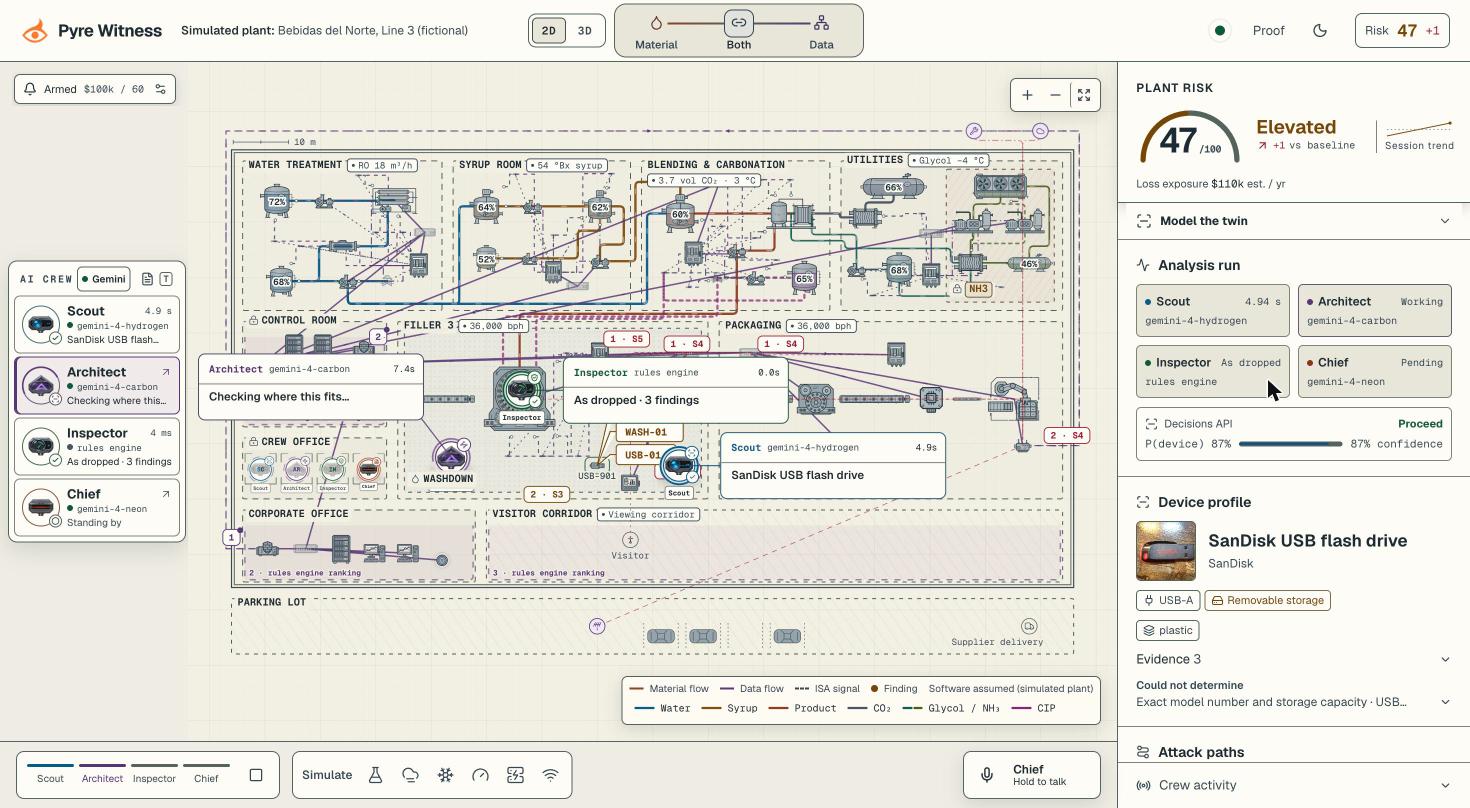 Pyre Witness
Simulated plant: Bebidas del Norte, Line 3 (fictional)
2D 3D
Material Both Data
Proof
Risk 47 +1
Armed $100k / 60
10 m
WATER TREATMENT • RO 18 m³/h
SYRUP ROOM • 54 °Bx syrup
BLENDING & CARBONATION
• 3.7 vol CO₂ · 3 °C
UTILITIES • Glycol −4 °C
72%
64%
62%
60%
66%
52%
68%
65%
68%
46%
NH3
AI CREW Gemini T
Scout 4.9 s
gemini-4-hydrogen
SanDisk USB flash…
Architect
gemini-4-carbon
Checking where this…
Inspector 4 ms
rules engine
As dropped · 3 findings
Chief
gemini-4-neon
Standing by
CONTROL ROOM
2
FILLER 3 • 36,000 bph
PACKAGING • 36,000 bph
1 · S5
1 · S4
1 · S4
Architect gemini-4-carbon 7.4s
Checking where this fits…
Inspector
Inspector rules engine 0.0s
As dropped · 3 findings
WASH-01
USB-01
USB-901
Scout gemini-4-hydrogen 4.9s
SanDisk USB flash drive
Scout
2 · S4
CREW OFFICE
SC AR IN
Scout Architect Inspector Chief
WASHDOWN
2 · S3
CORPORATE OFFICE
1
2 · rules engine ranking
VISITOR CORRIDOR • Viewing corridor
Visitor
3 · rules engine ranking
PARKING LOT
Supplier delivery
Material flow Data flow ISA signal Finding Software assumed (simulated plant)
Water Syrup Product CO₂ Glycol / NH₃ CIP
Scout Architect Inspector Chief
Simulate
Chief
Hold to talk
PLANT RISK
47 /100
Elevated
+1 vs baseline
Session trend
Loss exposure $110k est. / yr
Model the twin
Analysis run
Scout 4.94 s
gemini-4-hydrogen
Architect Working
gemini-4-carbon
Inspector As dropped
rules engine
Chief Pending
gemini-4-neon
Decisions API Proceed
P(device) 87% 87% confidence
Device profile
SanDisk USB flash drive
SanDisk
USB-A
Removable storage
plastic
Evidence 3
Could not determine
Exact model number and storage capacity · USB…
Attack paths
Crew activity